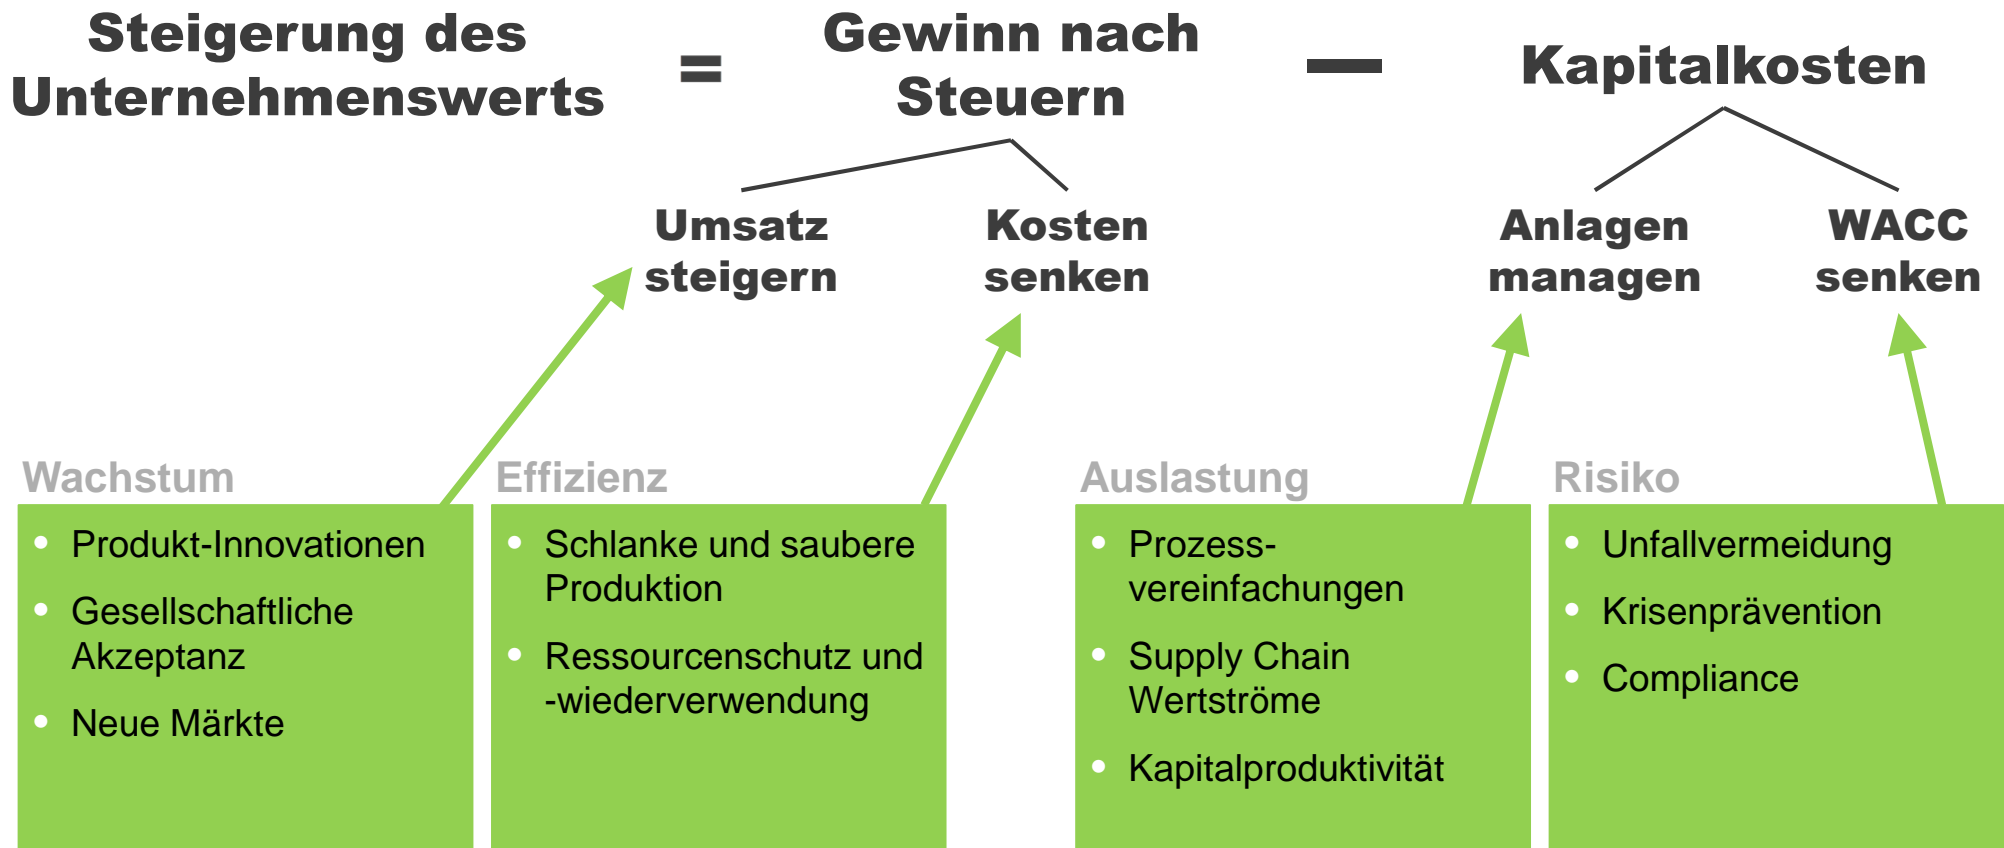 Steigerung des
Unternehmenswerts
=
Gewinn nach
Steuern
—
Kapitalkosten
Umsatz
steigern
Kosten
senken
Anlagen
managen
WACC
senken
Wachstum
• Produkt-Innovationen
• Gesellschaftliche
Akzeptanz
• Neue Märkte
Effizienz
• Schlanke und saubere
Produktion
• Ressourcenschutz und
-wiederverwendung
Auslastung
• Prozess-
vereinfachungen
• Supply Chain
Wertströme
• Kapitalproduktivität
Risiko
• Unfallvermeidung
• Krisenprävention
• Compliance